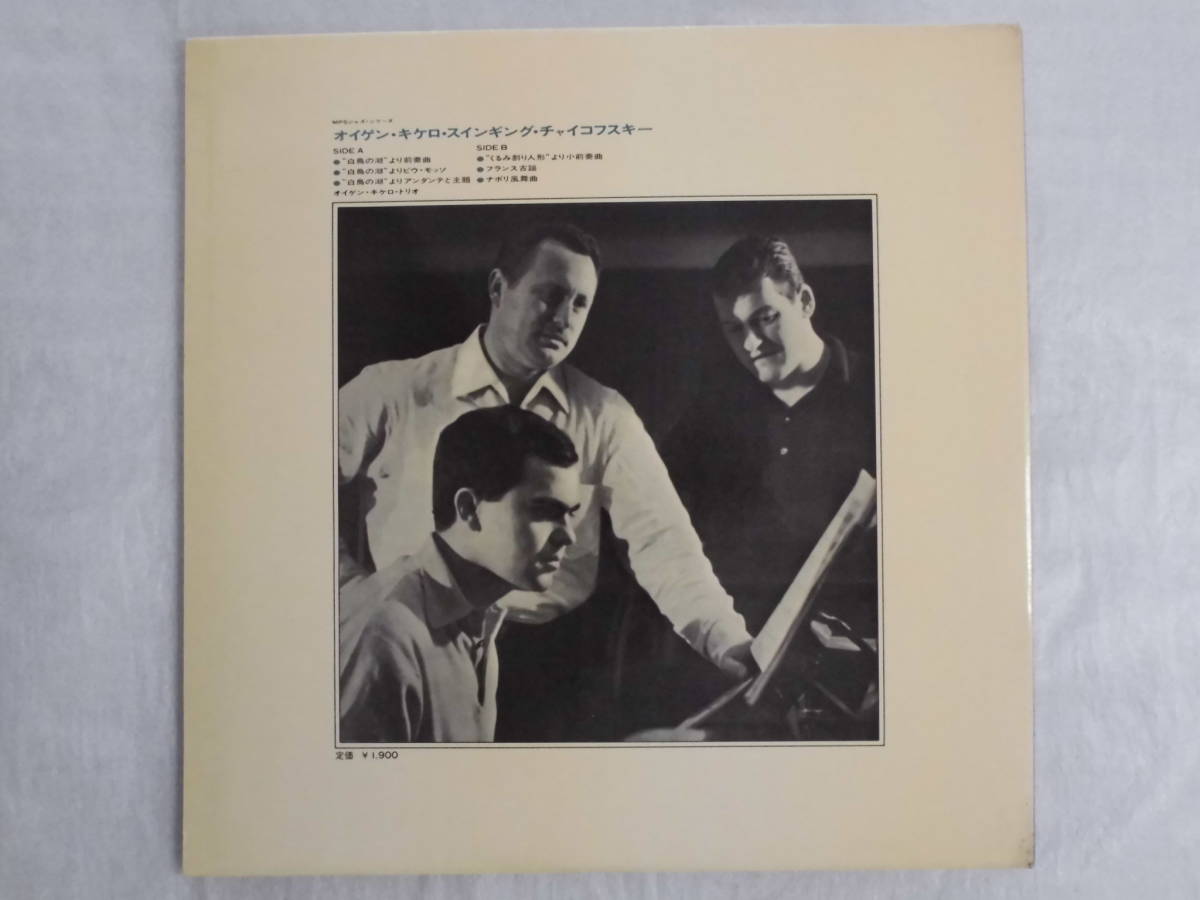 MPSジャズ・シリーズ
オイゲン・キケロ・スインギング・チャイコフスキー
SIDE A
●“白鳥の湖”より前奏曲
●“白鳥の湖”よりピウ・モッソ
●“白鳥の湖”よりアンダンテと主題
オイゲン・キケロ・トリオ
SIDE B
●“くるみ割り人形”より小前奏曲
●フランス古謡
●ナポリ風舞曲
定価 ¥1,900